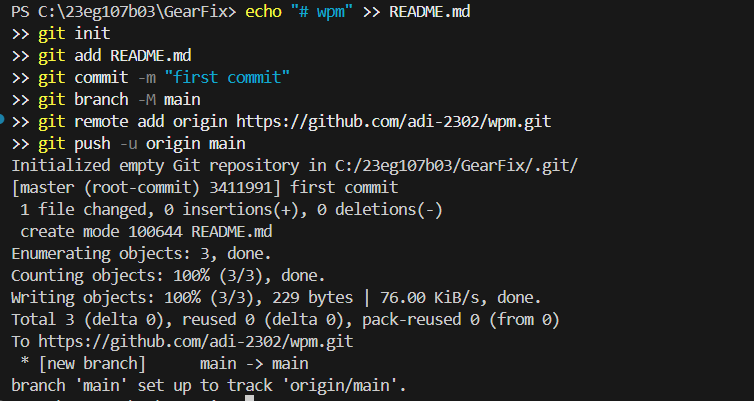 PS C:\23eg107b03\GearFix> echo "# wpm" >> README.md
>> git init
>> git add README.md
>> git commit -m "first commit"
>> git branch -M main
>> git remote add origin https://github.com/adi-2302/wpm.git
>> git push -u origin main
Initialized empty Git repository in C:/23eg107b03/GearFix/.git/
[master (root-commit) 3411991] first commit
 1 file changed, 0 insertions(+), 0 deletions(-)
 create mode 100644 README.md
Enumerating objects: 3, done.
Counting objects: 100% (3/3), done.
Writing objects: 100% (3/3), 229 bytes | 76.00 KiB/s, done.
Total 3 (delta 0), reused 0 (delta 0), pack-reused 0 (from 0)
To https://github.com/adi-2302/wpm.git
 * [new branch]      main -> main
branch 'main' set up to track 'origin/main'.